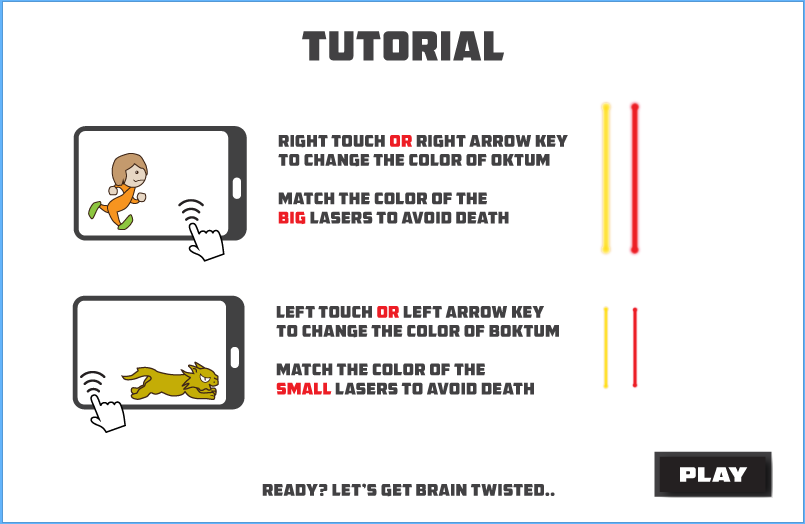 TUTORIAL
RIGHT TOUCH OR RIGHT ARROW KEY
TO CHANGE THE COLOR OF OKTUM
MATCH THE COLOR OF THE
BIG LASERS TO AVOID DEATH
LEFT TOUCH OR LEFT ARROW KEY
TO CHANGE THE COLOR OF BOKTUM
MATCH THE COLOR OF THE
SMALL LASERS TO AVOID DEATH
PLAY
READY? LET'S GET BRAIN TWISTED..